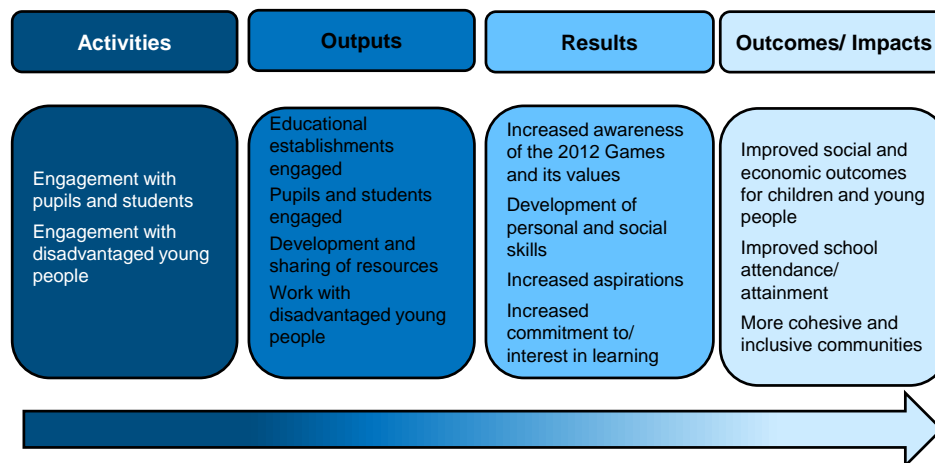 Activities
Outputs
Results
Outcomes/ Impacts
Engagement with
pupils and students
Engagement with
disadvantaged young
people
Educational
establishments
engaged
Pupils and students
engaged
Development and
sharing of resources
Work with
disadvantaged young
people
Increased awareness
of the 2012 Games
and its values
Development of
personal and social
skills
Increased aspirations
Increased
commitment to/
interest in learning
Improved social and
economic outcomes
for children and young
people
Improved school
attendance/
attainment
More cohesive and
inclusive communities